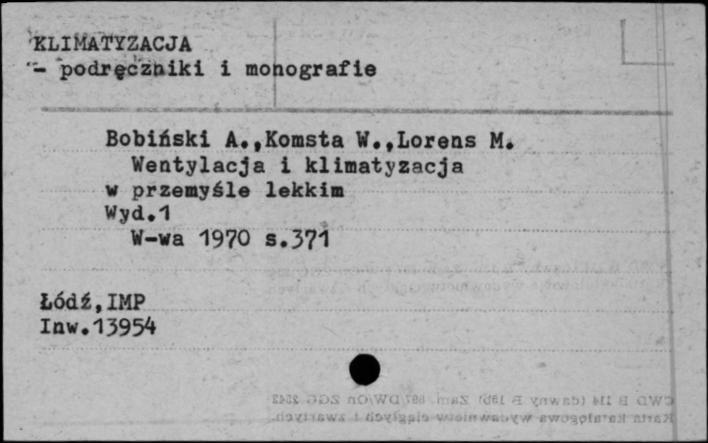 KLIMATYZACJA
- podręczniki i monografie
Bobiński A.,Komsta W.,Lorens M.
Wentylacja i klimatyzacja
w przemyśle lekkim
Wyd.1
W-wa 1970 s.371
Łódź,IMP
Inw.13954